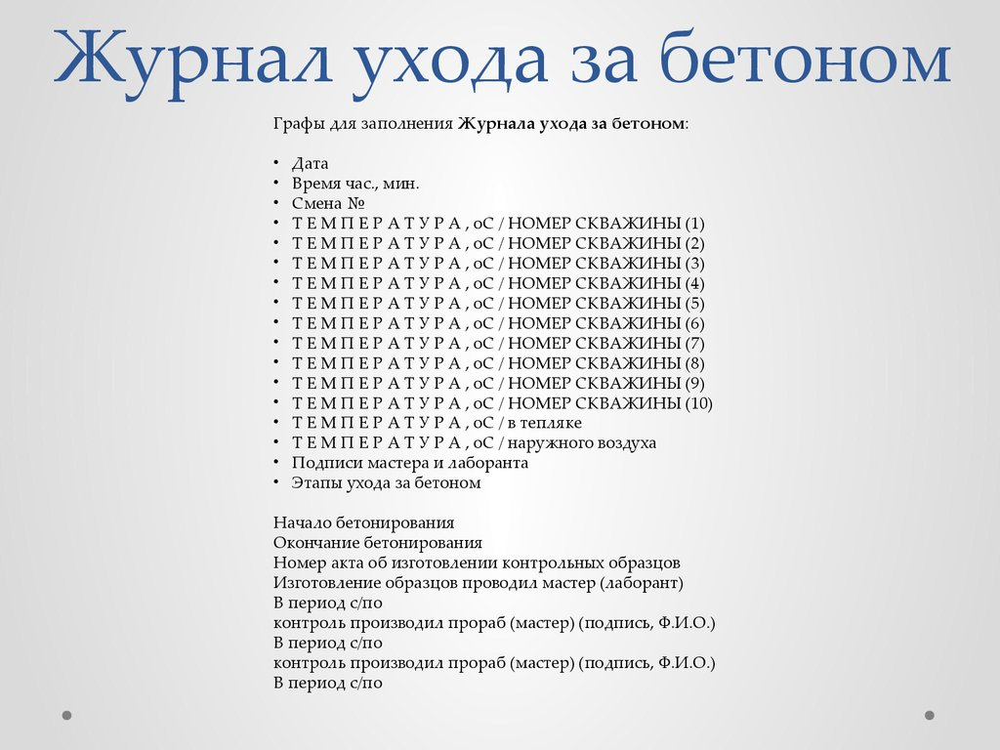 Журнал ухода за бетоном
Графы для заполнения Журнала ухода за бетоном:
• Дата
• Время час., мин.
• Смена №
• Т Е М П Е Р А Т У Р А , оС / НОМЕР СКВАЖИНЫ (1)
• Т Е М П Е Р А Т У Р А , оС / НОМЕР СКВАЖИНЫ (2)
• Т Е М П Е Р А Т У Р А , оС / НОМЕР СКВАЖИНЫ (3)
• Т Е М П Е Р А Т У Р А , оС / НОМЕР СКВАЖИНЫ (4)
• Т Е М П Е Р А Т У Р А , оС / НОМЕР СКВАЖИНЫ (5)
• Т Е М П Е Р А Т У Р А , оС / НОМЕР СКВАЖИНЫ (6)
• Т Е М П Е Р А Т У Р А , оС / НОМЕР СКВАЖИНЫ (7)
• Т Е М П Е Р А Т У Р А , оС / НОМЕР СКВАЖИНЫ (8)
• Т Е М П Е Р А Т У Р А , оС / НОМЕР СКВАЖИНЫ (9)
• Т Е М П Е Р А Т У Р А , оС / НОМЕР СКВАЖИНЫ (10)
• Т Е М П Е Р А Т У Р А , оС / в тепляке
• Т Е М П Е Р А Т У Р А , оС / наружного воздуха
• Подписи мастера и лаборанта
• Этапы ухода за бетоном
Начало бетонирования
Окончание бетонирования
Номер акта об изготовлении контрольных образцов
Изготовление образцов проводил мастер (лаборант)
В период с/по
контроль производил прораб (мастер) (подпись, Ф.И.О.)
В период с/по
контроль производил прораб (мастер) (подпись, Ф.И.О.)
В период с/по